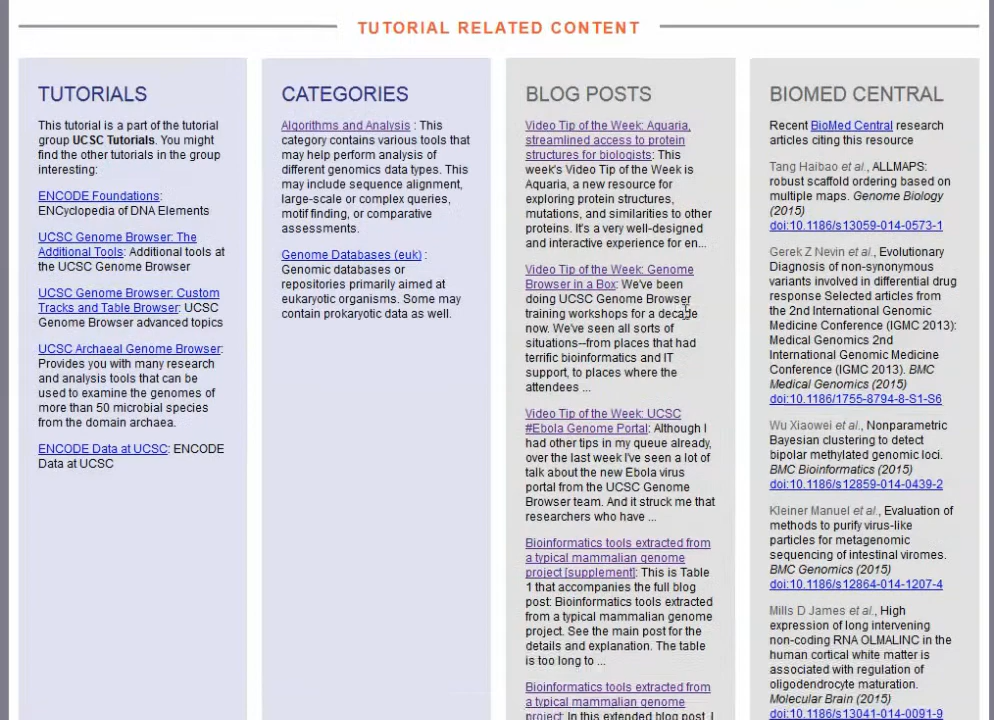 TUTORIAL RELATED CONTENT
TUTORIALS
This tutorial is a part of the tutorial
group UCSC Tutorials. You might
find the other tutorials in the group
interesting:
ENCODE Foundations:
ENCyclopedia of DNA Elements
UCSC Genome Browser: The
Additional Tools: Additional tools at
the UCSC Genome Browser
UCSC Genome Browser: Custom
Tracks and Table Browser: UCSC
Genome Browser advanced topics
UCSC Archaeal Genome Browser:
Provides you with many research
and analysis tools that can be
used to examine the genomes of
more than 50 microbial species
from the domain archaea.
ENCODE Data at UCSC: ENCODE
Data at UCSC
CATEGORIES
Algorithms and Analysis : This
category contains various tools that
may help perform analysis of
different genomics data types. This
may include sequence alignment,
large-scale or complex queries,
motif finding, or comparative
assessments.
Genome Databases (euk) :
Genomic databases or
repositories primarily aimed at
eukaryotic organisms. Some may
contain prokaryotic data as well.
BLOG POSTS
Video Tip of the Week: Aquaria,
streamlined access to protein
structures for biologists: This
week's Video Tip of the Week is
Aquaria, a new resource for
exploring protein structures,
mutations, and similarities to other
proteins. It's a very well-designed
and interactive experience for en...
Video Tip of the Week: Genome
Browser in a Box: We've been
doing UCSC Genome Browser
training workshops for a decade
now. We've seen all sorts of
situations--from places that had
terrific bioinformatics and IT
support, to places where the
attendees ...
Video Tip of the Week: UCSC
#Ebola Genome Portal: Although I
had other tips in my queue already,
over the last week I've seen a lot of
talk about the new Ebola virus
portal from the UCSC Genome
Browser team. And it struck me that
researchers who have ...
Bioinformatics tools extracted from
a typical mammalian genome
project [supplement]: This is Table
1 that accompanies the full blog
post: Bioinformatics tools extracted
from a typical mammalian genome
project. See the main post for the
details and explanation. The table
is too long to ...
Bioinformatics tools extracted from
a typical mammalian genome
project: In this extended blog post, I
BIOMED CENTRAL
Recent BioMed Central research
articles citing this resource
Tang Haibao et al., ALLMAPS:
robust scaffold ordering based on
multiple maps. Genome Biology
(2015)
doi:10.1186/s13059-014-0573-1
Gerek Z Nevin et al., Evolutionary
Diagnosis of non-synonymous
variants involved in differential drug
response Selected articles from
the 2nd International Genomic
Medicine Conference (IGMC 2013):
Medical Genomics 2nd
International Genomic Medicine
Conference (IGMC 2013). BMC
Medical Genomics (2015)
doi:10.1186/1755-8794-8-S1-S6
Wu Xiaowei et al., Nonparametric
Bayesian clustering to detect
bipolar methylated genomic loci.
BMC Bioinformatics (2015)
doi:10.1186/s12859-014-0439-2
Kleiner Manuel et al., Evaluation of
methods to purify virus-like
particles for metagenomic
sequencing of intestinal viromes.
BMC Genomics (2015)
doi:10.1186/s12864-014-1207-4
Mills D James et al., High
expression of long intervening
non-coding RNA OLMALINC in the
human cortical white matter is
associated with regulation of
oligodendrocyte maturation.
Molecular Brain (2015)
doi:10.1186/s13041-014-0091-9